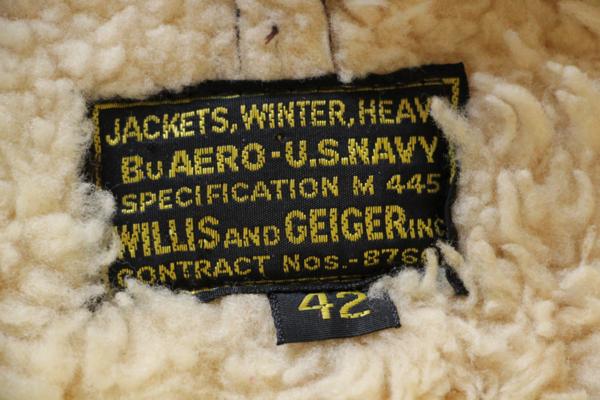 JACKETS, WINTER, HEAV
Bu AERO-U.S.NAVY
SPECIFICATION M 445
WILLIS AND GEIGER INC
CONTRACT NOS.-876
42